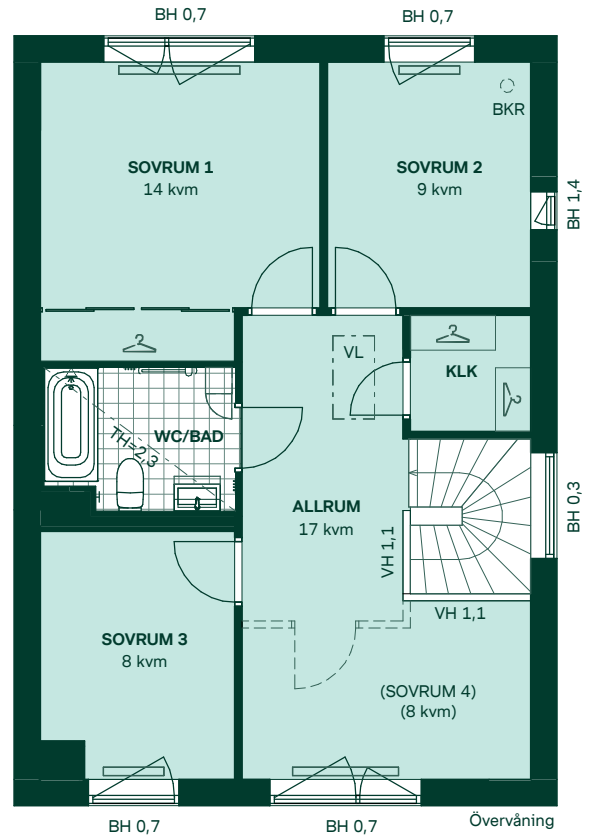 BH 0,7
BH 0,7
BKR
SOVRUM 1
14 kvm
SOVRUM 2
9 kvm
BH 1,4
VL
KLK
WC/BAD
TH=2,3
ALLRUM
17 kvm
BH 0,3
VH 1,1
VH 1,1
SOVRUM 3
8 kvm
(SOVRUM 4)
(8 kvm)
BH 0,7
BH 0,7
Övervåning